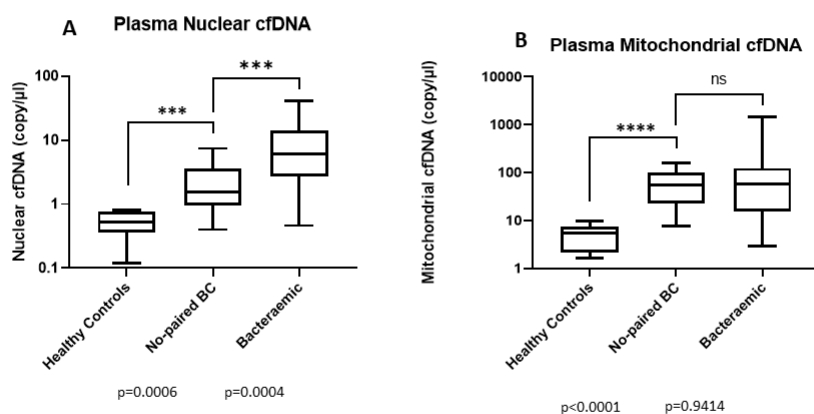 A
Plasma Nuclear cfDNA
Nuclear cfDNA (copy/µl)
100
10
1
0.1
***
***
Healthy Controls
No-paired BC
Bacteraemic
p=0.0006
p=0.0004
B
Plasma Mitochondrial cfDNA
Mitochondrial cfDNA (copy/µl)
10000
1000
100
10
1
****
ns
Healthy Controls
No-paired BC
Bacteraemic
p<0.0001
p=0.9414